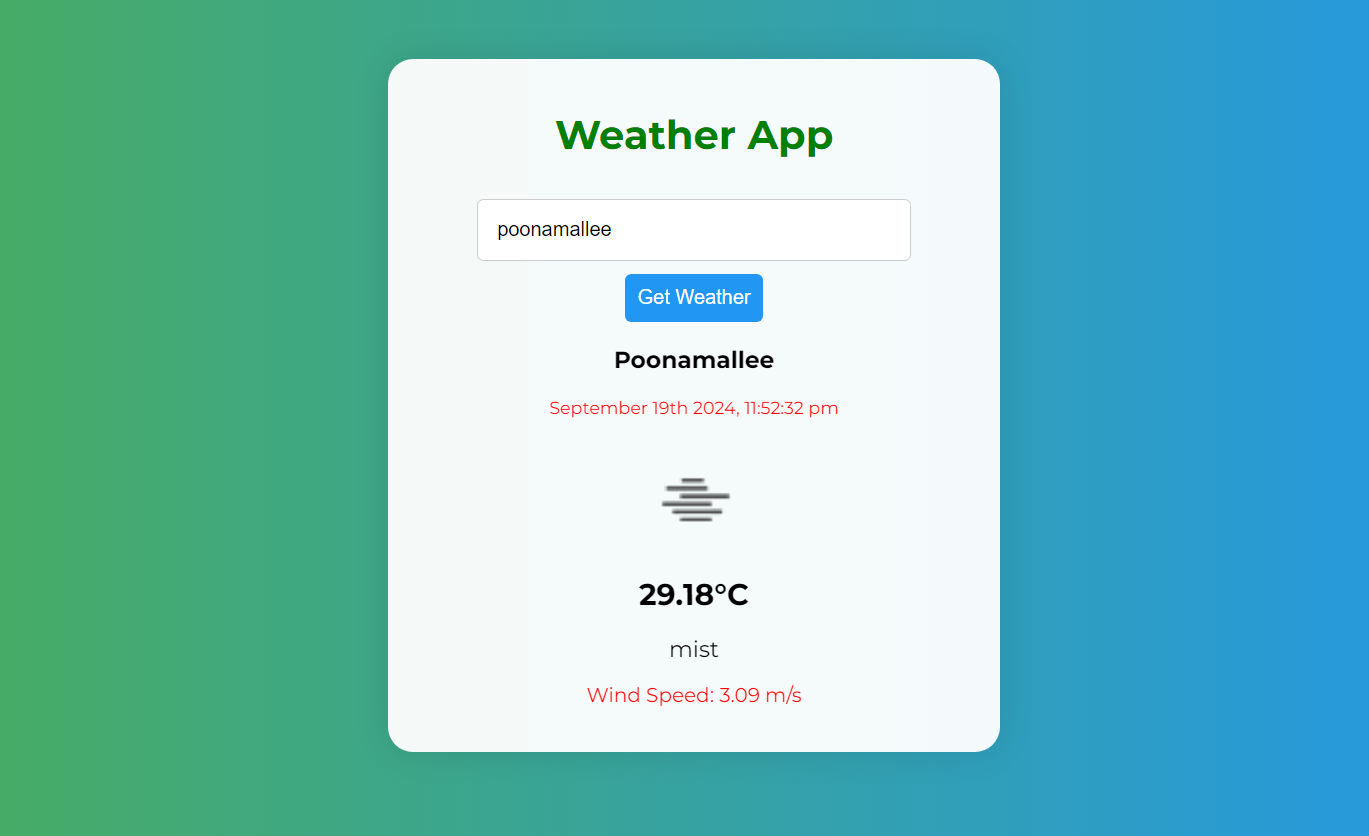 Weather App
poonamallee
Get Weather
Poonamallee
September 19th 2024, 11:52:32 pm
29.18°C
mist
Wind Speed: 3.09 m/s